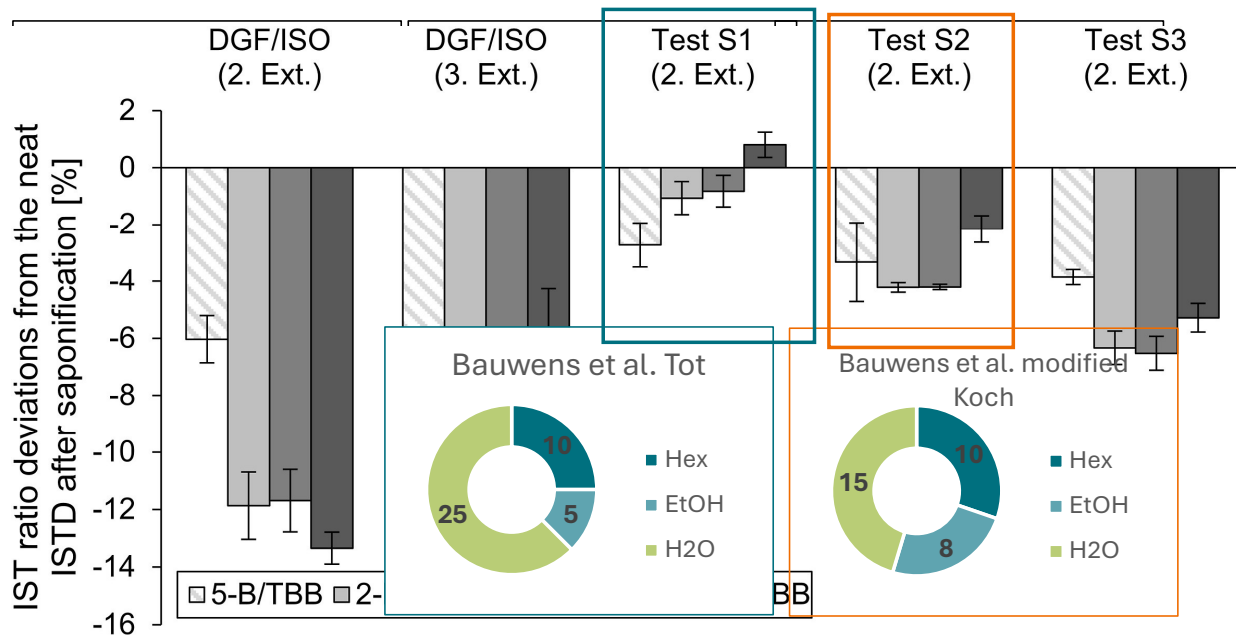 DGF/ISO
(2. Ext.)
DGF/ISO
(3. Ext.)
Test S1
(2. Ext.)
Test S2
(2. Ext.)
Test S3
(2. Ext.)
IST ratio deviations from the neat
ISTD after saponification [%]
2
0
-2
-4
-6
-8
-10
-12
-14
-16
5-B/TBB
2-
BB
Bauwens et al. Tot
10
5
25
Hex
EtOH
H2O
Bauwens et al. modified
Koch
10
8
15
Hex
EtOH
H2O